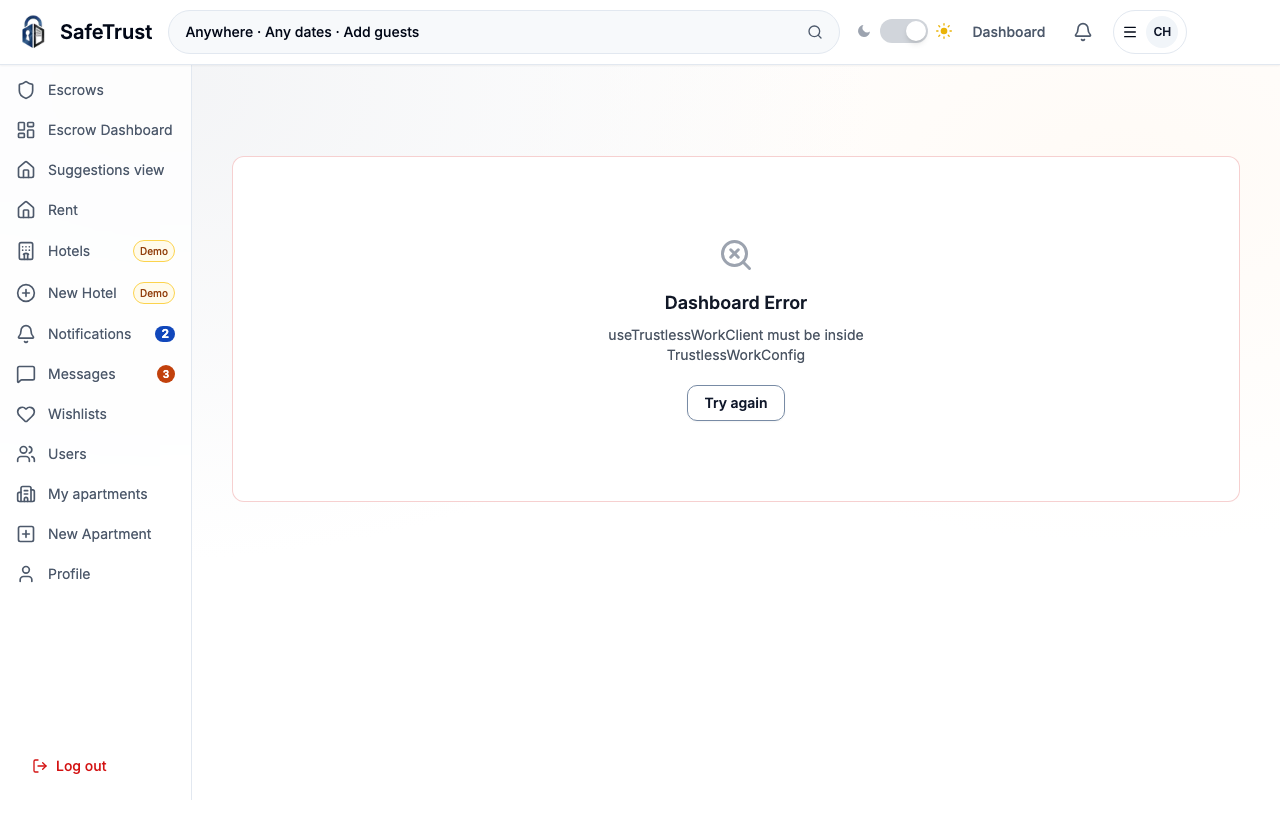 SafeTrust
Anywhere · Any dates · Add guests
Dashboard
CH
Escrows
Escrow Dashboard
Suggestions view
Rent
Hotels Demo
New Hotel Demo
Notifications 2
Messages 3
Wishlists
Users
My apartments
New Apartment
Profile
Log out
Dashboard Error
useTrustlessWorkClient must be inside
TrustlessWorkConfig
Try again